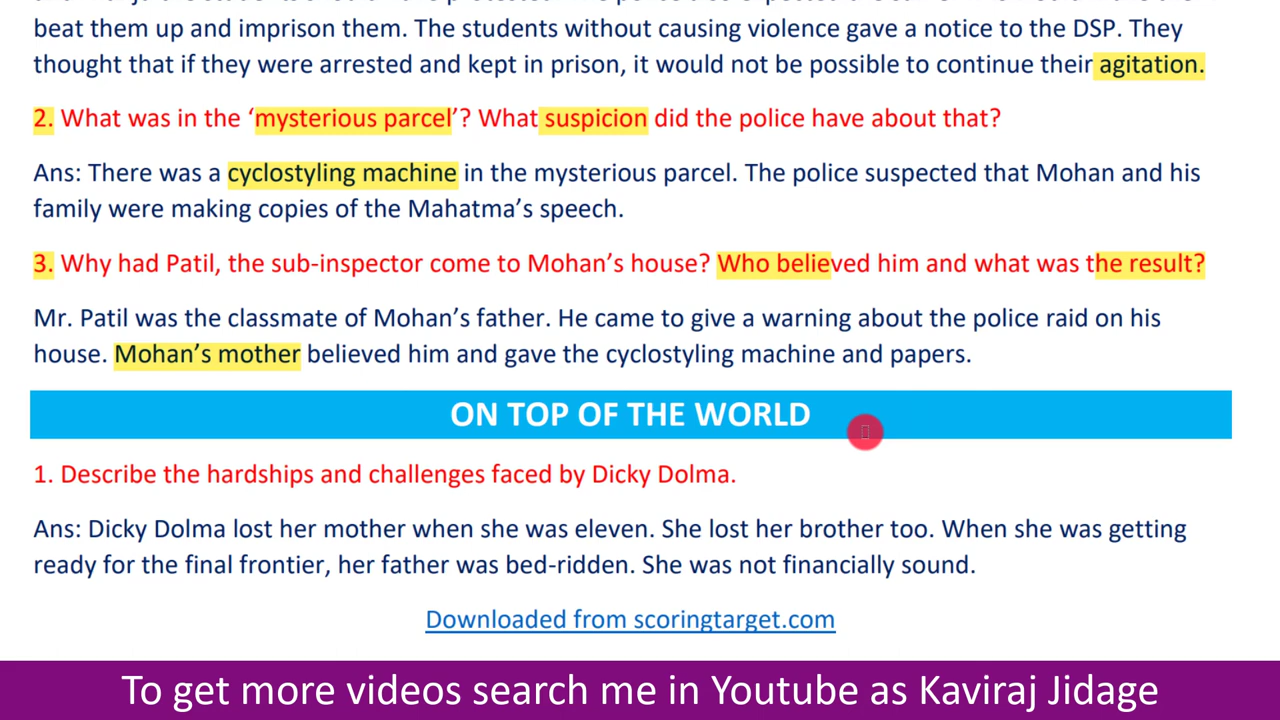 beat them up and imprison them. The students without causing violence gave a notice to the DSP. They
thought that if they were arrested and kept in prison, it would not be possible to continue their agitation.
2. What was in the ‘mysterious parcel’? What suspicion did the police have about that?
Ans: There was a cyclostyling machine in the mysterious parcel. The police suspected that Mohan and his
family were making copies of the Mahatma’s speech.
3. Why had Patil, the sub-inspector come to Mohan’s house? Who believed him and what was the result?
Mr. Patil was the classmate of Mohan’s father. He came to give a warning about the police raid on his
house. Mohan’s mother believed him and gave the cyclostyling machine and papers.
ON TOP OF THE WORLD
1. Describe the hardships and challenges faced by Dicky Dolma.
Ans: Dicky Dolma lost her mother when she was eleven. She lost her brother too. When she was getting
ready for the final frontier, her father was bed-ridden. She was not financially sound.
Downloaded from scoringtarget.com
To get more videos search me in Youtube as Kaviraj Jidage